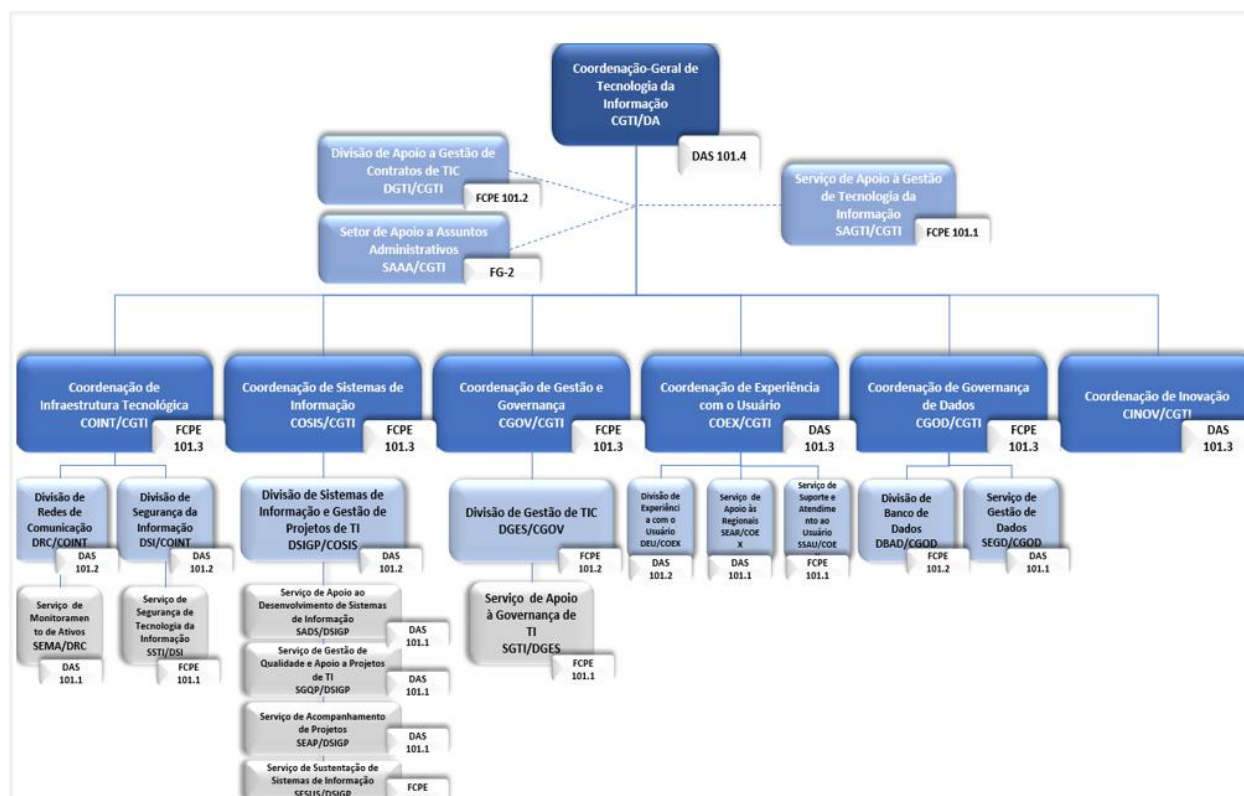 Coordenação-Geral de
Tecnologia da
Informação
CGTI/DA
DAS 101.4
Divisão de Apoio a Gestão de
Contratos de TIC
DGTI/CGTI
FCPE 101.2
Serviço de Apoio à Gestão
de Tecnologia da
Informação
SAGTI/CGTI
FCPE 101.1
Setor de Apoio a Assuntos
Administrativos
SAAA/CGTI
FG-2
Coordenação de
Infraestrutura Tecnológica
COINT/CGTI
FCPE
101.3
Coordenação de Sistemas de
Informação
COSIS/CGTI
FCPE
101.3
Coordenação de Gestão e
Governança
CGOV/CGTI
FCPE
101.3
Coordenação de Experiência
com o Usuário
COEX/CGTI
DAS
101.3
Coordenação de Governança
de Dados
CGOD/CGTI
FCPE
101.3
Coordenação de Inovação
CINOV/CGTI
DAS
101.3
Divisão de
Redes de
Comunicação
DRC/COINT
DAS
101.2
Divisão de
Segurança da
Informação
DSI/COINT
DAS
101.2
Divisão de Sistemas de
Informação e Gestão de
Projetos de TI
DSIGP/COSIS
DAS
101.2
Divisão de Gestão de TIC
DGES/CGOV
FCPE
101.2
Divisão de
Experiênci
a com o
Usuário
DEU/COEX
DAS
101.2
Serviço de
Apoio às
Regionais
SEAR/COE
X
DAS
101.1
Serviço de
Suporte e
Atendime
nto ao
Usuário
SSAU/COE
FCPE
101.1
Divisão de
Banco de
Dados
DBAD/CGOD
FCPE
101.2
Serviço de
Gestão de
Dados
SEGD/CGOD
DAS
101.1
Serviço de
Monitorame
nto de Ativos
SEMA/DRC
DAS
101.1
Serviço de
Segurança de
Tecnologia da
Informação
SSTI/DSI
FCPE
101.1
Serviço de Apoio ao
Desenvolvimento de Sistemas
de Informação
SADS/DSIGP
DAS
101.1
Serviço de Gestão de
Qualidade e Apoio a Projetos
de TI
SGQP/DSIGP
DAS
101.1
Serviço de Acompanhamento
de Projetos
SEAP/DSIGP
DAS
101.1
Serviço de Sustentação de
Sistemas de Informação
SESUS/DSIGP
FCPE
Serviço de Apoio
à Governança de
TI
SGTI/DGES
FCPE
101.1